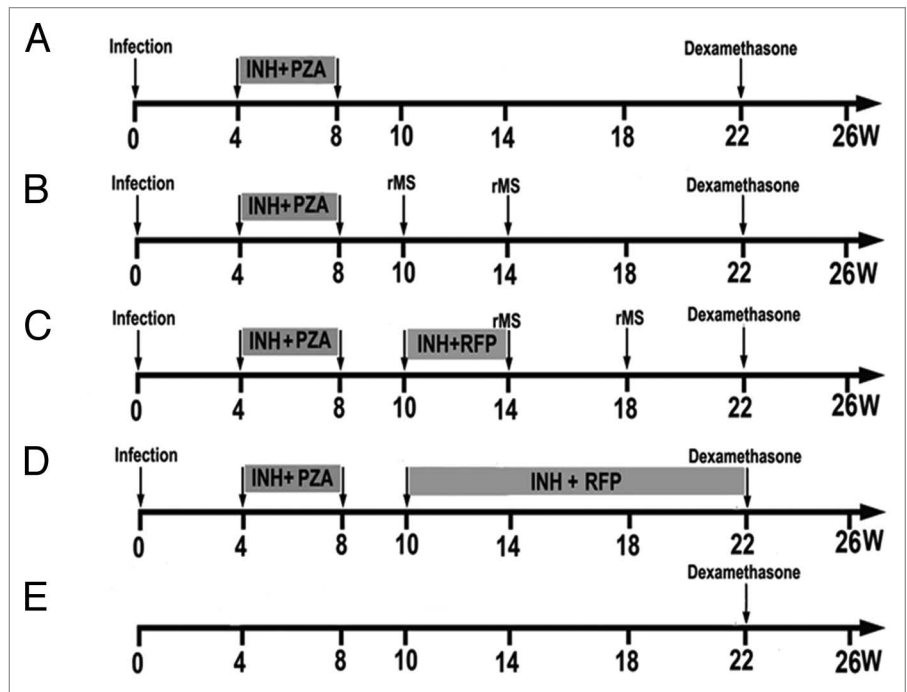 A
Infection
INH+PZA
Dexamethasone
0 4 8 10 14 18 22 26W
B
Infection
INH+PZA
rMS
rMS
Dexamethasone
0 4 8 10 14 18 22 26W
C
Infection
INH+PZA
INH+RFP
rMS
rMS
Dexamethasone
0 4 8 10 14 18 22 26W
D
Infection
INH+PZA
INH + RFP
Dexamethasone
0 4 8 10 14 18 22 26W
E
Dexamethasone
0 4 8 10 14 18 22 26W